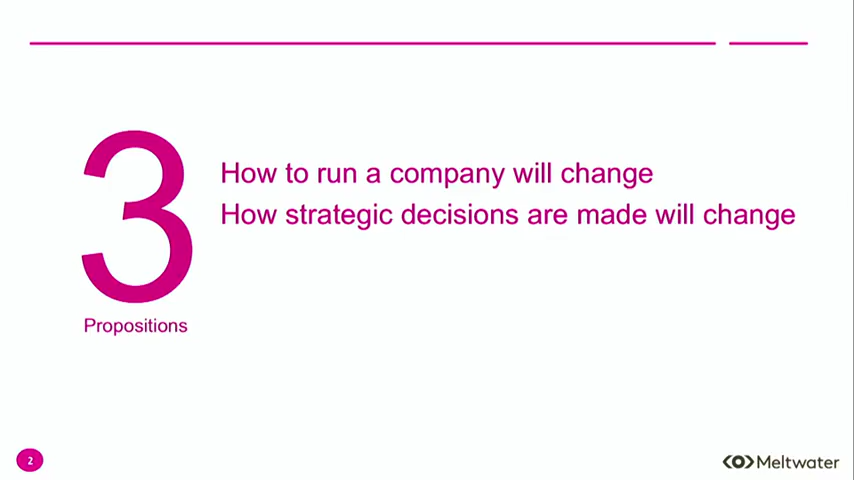 3
How to run a company will change
How strategic decisions are made will change
Propositions
2
Meltwater